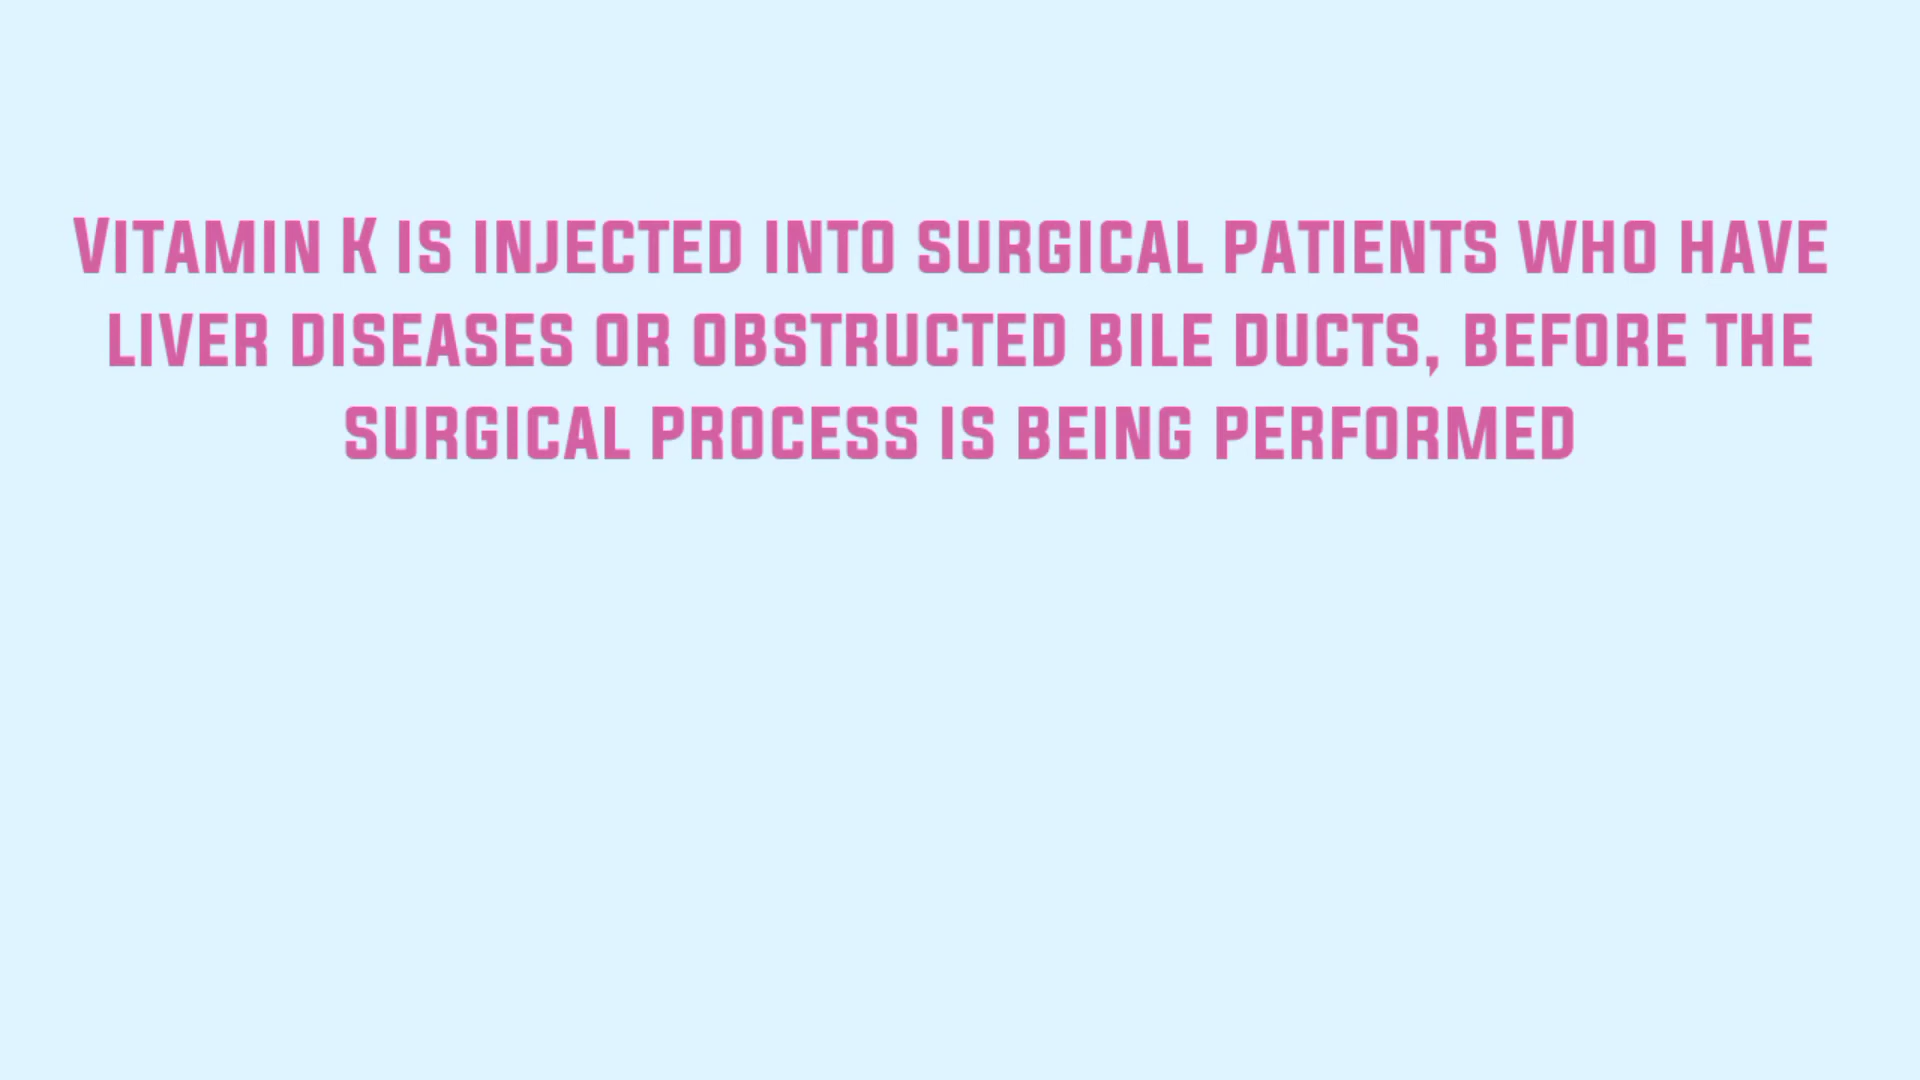 Vitamin K is injected into surgical patients who have
liver diseases or obstructed bile ducts, before the
surgical process is being performed